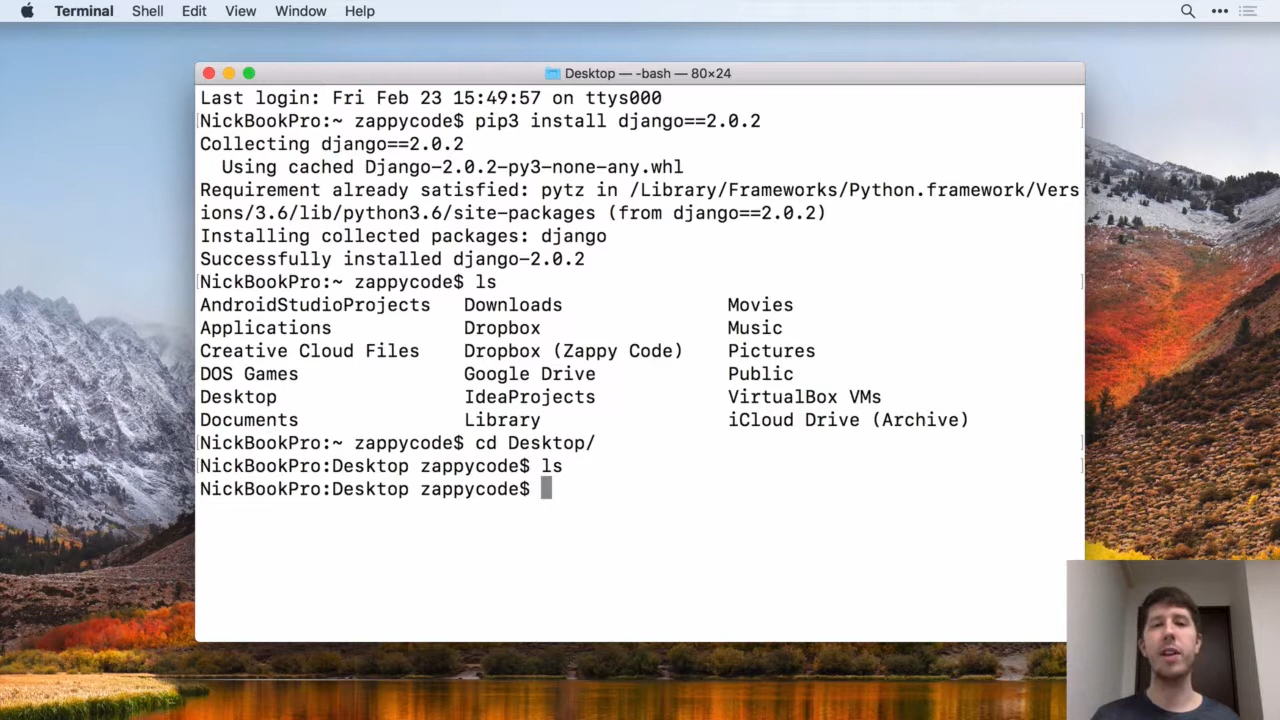 Terminal Shell Edit View Window Help
Desktop — -bash — 80×24
Last login: Fri Feb 23 15:49:57 on ttys000
NickBookPro:~ zappycode$ pip3 install django==2.0.2
Collecting django==2.0.2
  Using cached Django-2.0.2-py3-none-any.whl
Requirement already satisfied: pytz in /Library/Frameworks/Python.framework/Vers
ions/3.6/lib/python3.6/site-packages (from django==2.0.2)
Installing collected packages: django
Successfully installed django-2.0.2
NickBookPro:~ zappycode$ ls
AndroidStudioProjects Downloads Movies
Applications Dropbox Music
Creative Cloud Files Dropbox (Zappy Code) Pictures
DOS Games Google Drive Public
Desktop IdeaProjects VirtualBox VMs
Documents Library iCloud Drive (Archive)
NickBookPro:~ zappycode$ cd Desktop/
NickBookPro:Desktop zappycode$ ls
NickBookPro:Desktop zappycode$